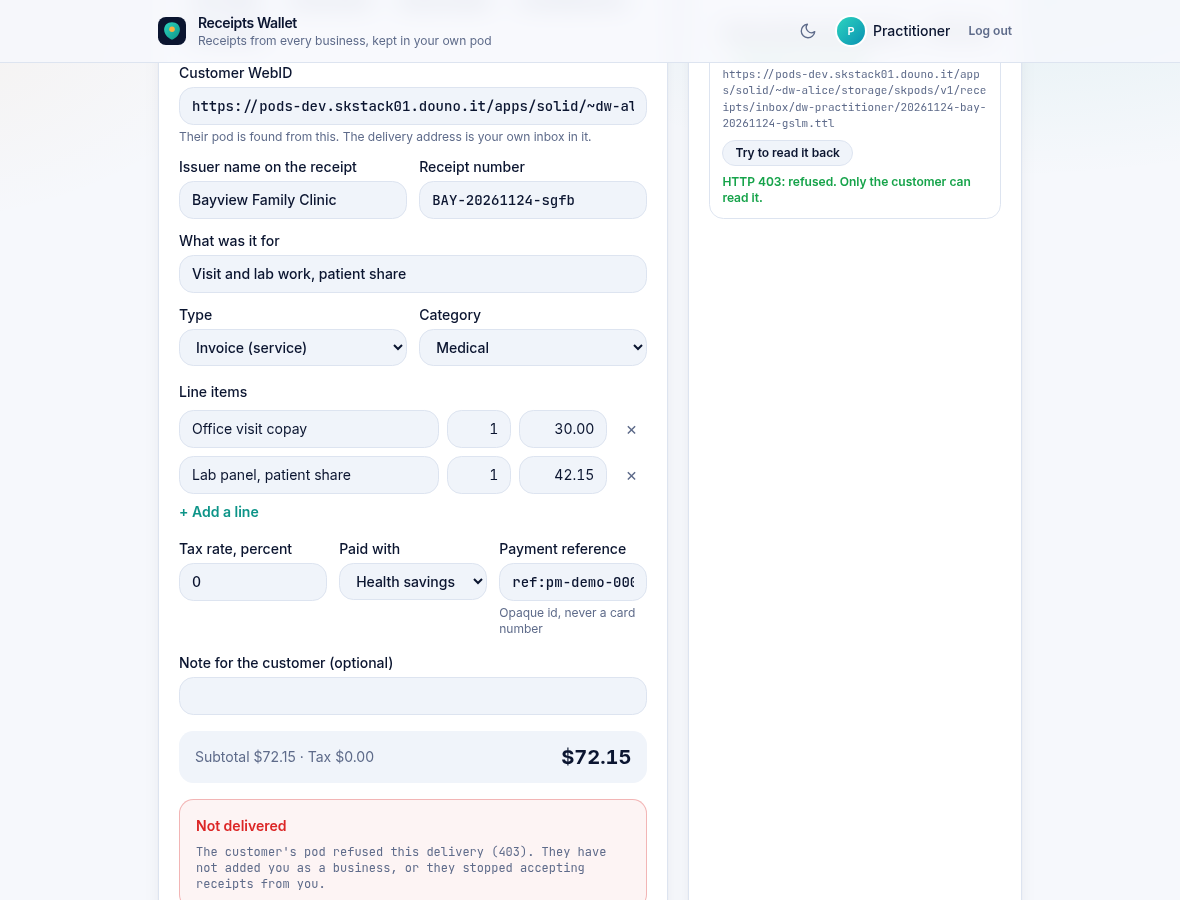 Receipts Wallet
Receipts from every business, kept in your own pod
P
Practitioner
Log out
Customer WebID
https://pods-dev.skstack01.douno.it/apps/solid/~dw-al
Their pod is found from this. The delivery address is your own inbox in it.
Issuer name on the receipt
Receipt number
Bayview Family Clinic
BAY-20261124-sgfb
What was it for
Visit and lab work, patient share
Type
Category
Invoice (service)
Medical
Line items
Office visit copay
1
30.00
×
Lab panel, patient share
1
42.15
×
+ Add a line
Tax rate, percent
Paid with
Payment reference
0
Health savings
ref:pm-demo-000
Opaque id, never a card
number
Note for the customer (optional)
Subtotal $72.15 · Tax $0.00
$72.15
Not delivered
The customer's pod refused this delivery (403). They have
not added you as a business, or they stopped accepting
receipts from you.
https://pods-dev.skstack01.douno.it/app
s/solid/~dw-alice/storage/skpods/v1/rece
ipts/inbox/dw-practitioner/20261124-bay-
20261124-gslm.ttl
Try to read it back
HTTP 403: refused. Only the customer can
read it.